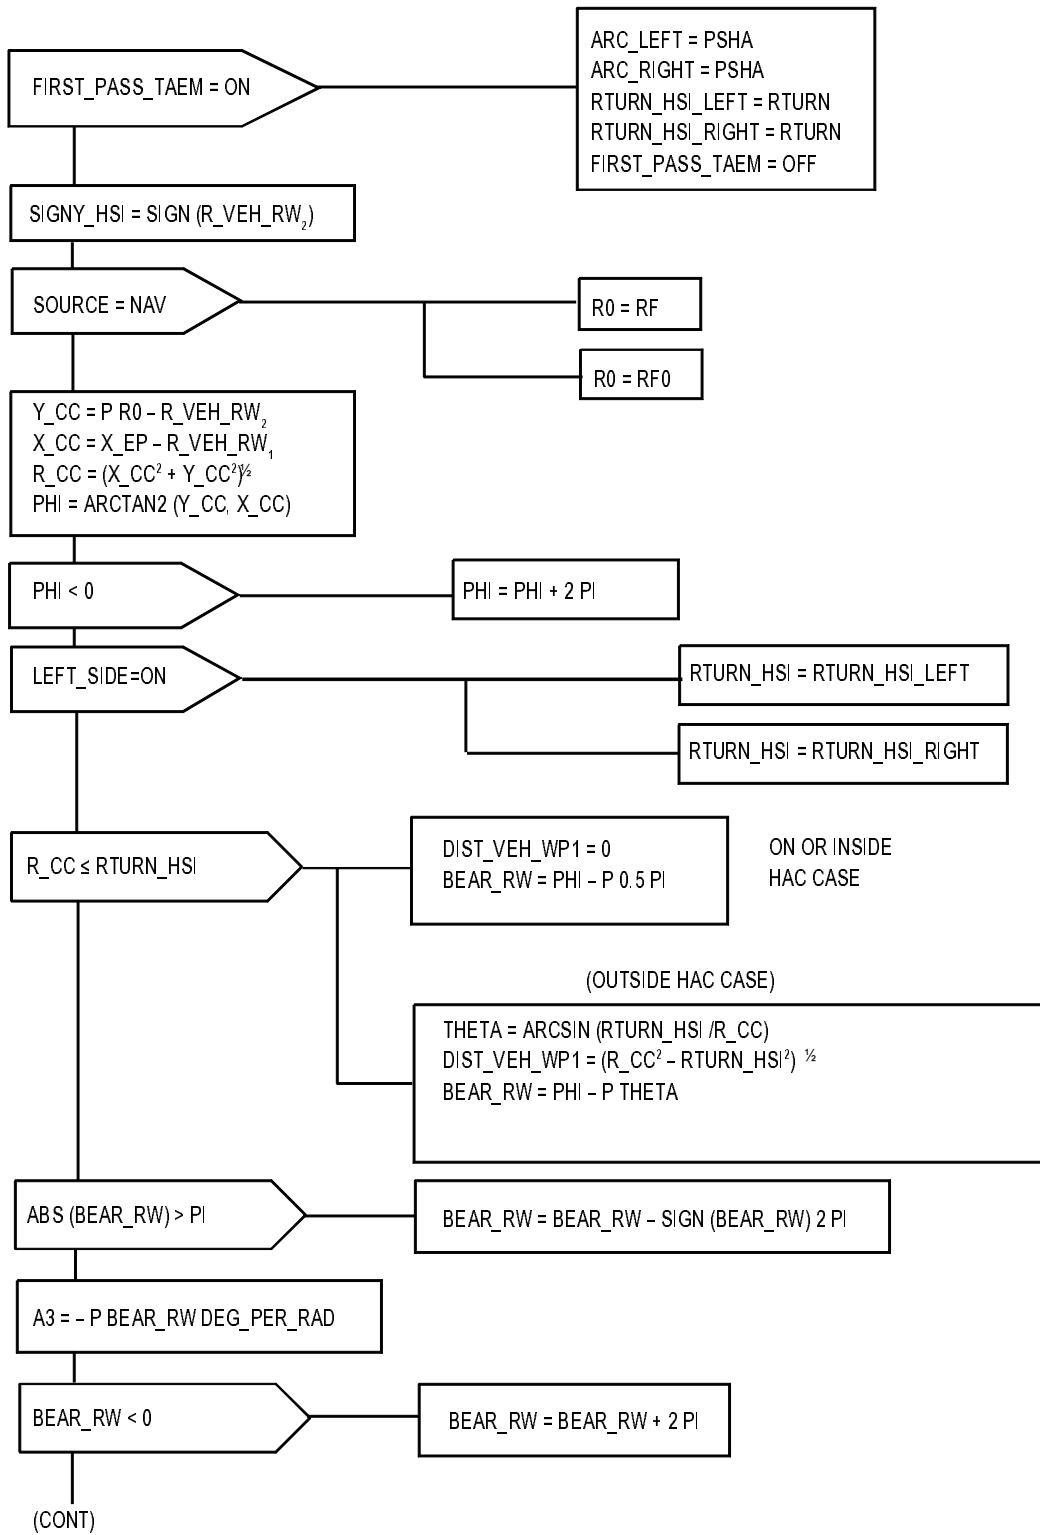 FIRST_PASS_TAEM = ON
ARC_LEFT = PSHA
ARC_RIGHT = PSHA
RTURN_HSI_LEFT = RTURN
RTURN_HSI_RIGHT = RTURN
FIRST_PASS_TAEM = OFF
SIGNY_HSI = SIGN (R_VEH_RW₂)
SOURCE = NAV
R0 = RF
R0 = RF0
Y_CC = P R0 – R_VEH_RW₂
X_CC = X_EP – R_VEH_RW₁
R_CC = (X_CC² + Y_CC²)½
PHI = ARCTAN2 (Y_CC, X_CC)
PHI < 0
PHI = PHI + 2 PI
LEFT_SIDE=ON
RTURN_HSI = RTURN_HSI_LEFT
RTURN_HSI = RTURN_HSI_RIGHT
R_CC ≤ RTURN_HSI
DIST_VEH_WP1 = 0
BEAR_RW = PHI – P 0.5 PI
ON OR INSIDE
HAC CASE
(OUTSIDE HAC CASE)
THETA = ARCSIN (RTURN_HSI /R_CC)
DIST_VEH_WP1 = (R_CC² – RTURN_HSI²) ½
BEAR_RW = PHI – P THETA
ABS (BEAR_RW) > PI
BEAR_RW = BEAR_RW – SIGN (BEAR_RW) 2 PI
A3 = – P BEAR_RW DEG_PER_RAD
BEAR_RW < 0
BEAR_RW = BEAR_RW + 2 PI
(CONT)